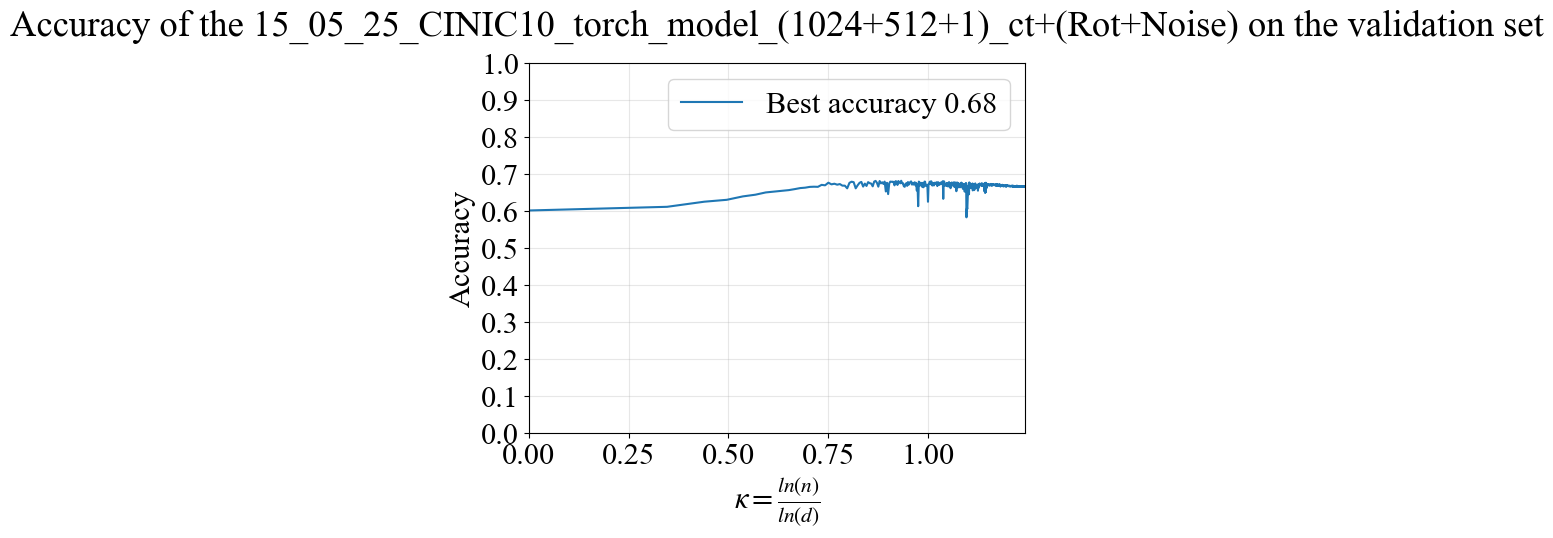 Accuracy of the 15_05_25_CINIC10_torch_model_(1024+512+1)_ct+(Rot+Noise) on the validation set
1.0
Best accuracy 0.68
0.9
0.8
0.7
0.6
Accuracy
0.5
0.4
0.3
0.2
0.1
0.0
0.00 0.25 0.50 0.75 1.00
κ = ln(n)/ln(d)